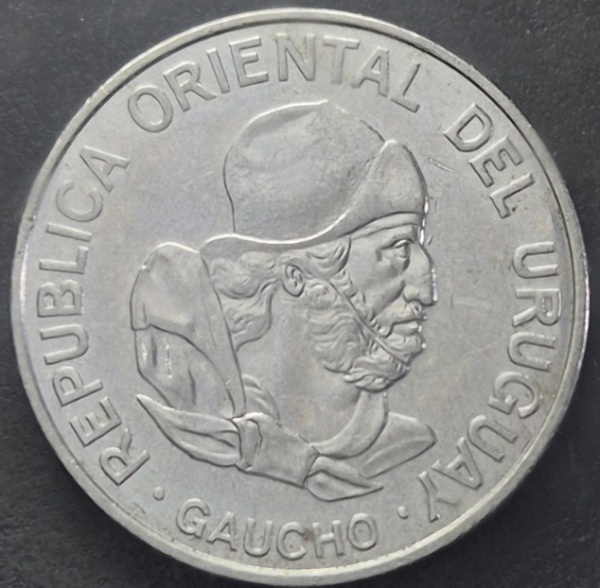 REPUBLICA ORIENTAL DEL URUGUAY
· GAUCHO ·